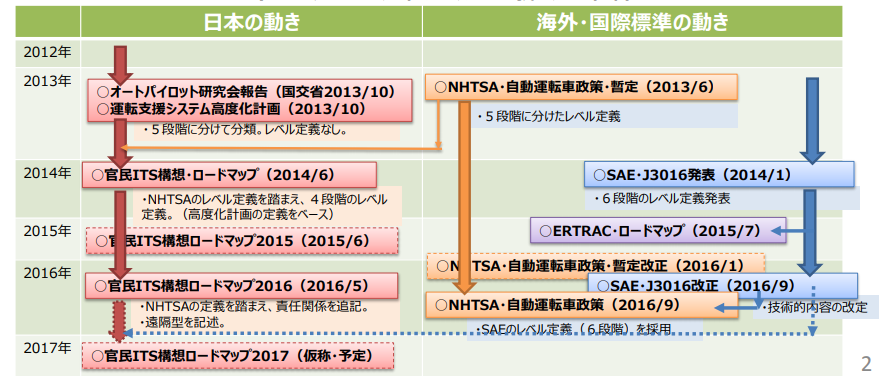 日本の動き
海外・国際標準の動き
2012年
2013年
○オートパイロット研究会報告（国交省2013/10）
○運転支援システム高度化計画（2013/10）
・５段階に分けて分類。レベル定義なし。
○NHTSA・自動運転車政策・暫定（2013/6）
・５段階に分けたレベル定義
2014年
○官民ITS構想・ロードマップ（2014/6）
・NHTSAのレベル定義を踏まえ、４段階のレベル
定義。（高度化計画の定義をベース）
○SAE・J3016発表（2014/1）
・６段階のレベル定義発表
2015年
○官民ITS構想ロードマップ2015（2015/6）
○ERTRAC・ロードマップ（2015/7）
2016年
○NHTSA・自動運転車政策・暫定改正（2016/1）
○官民ITS構想ロードマップ2016（2016/5）
・NHTSAの定義を踏まえ、責任関係を追記。
・遠隔型を記述。
○SAE・J3016改正（2016/9）
・技術的内容の改定
○NHTSA・自動運転車政策（2016/9）
・SAEのレベル定義（６段階）を採用
2017年
○官民ITS構想ロードマップ2017（仮称・予定）
2